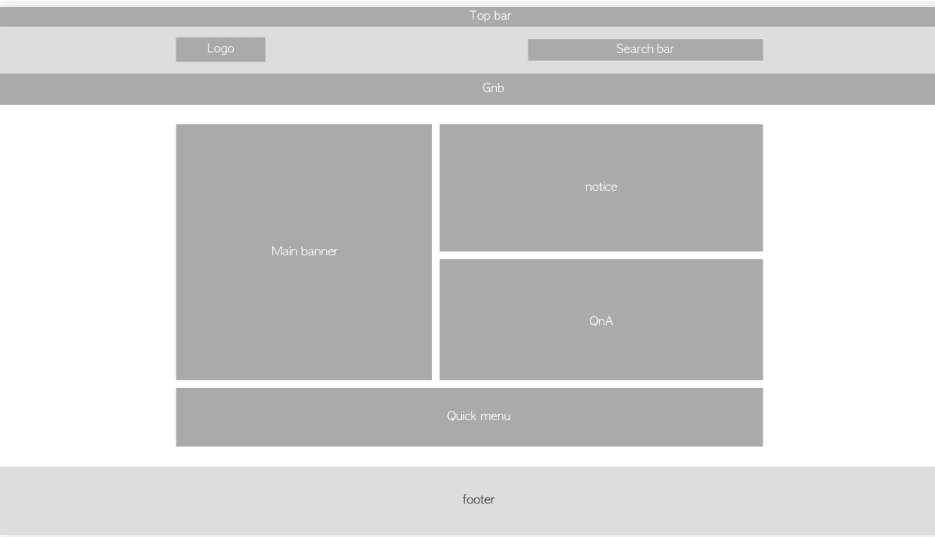 Top bar
Logo
Search bar
Gnb
Main banner
notice
QnA
Quick menu
footer